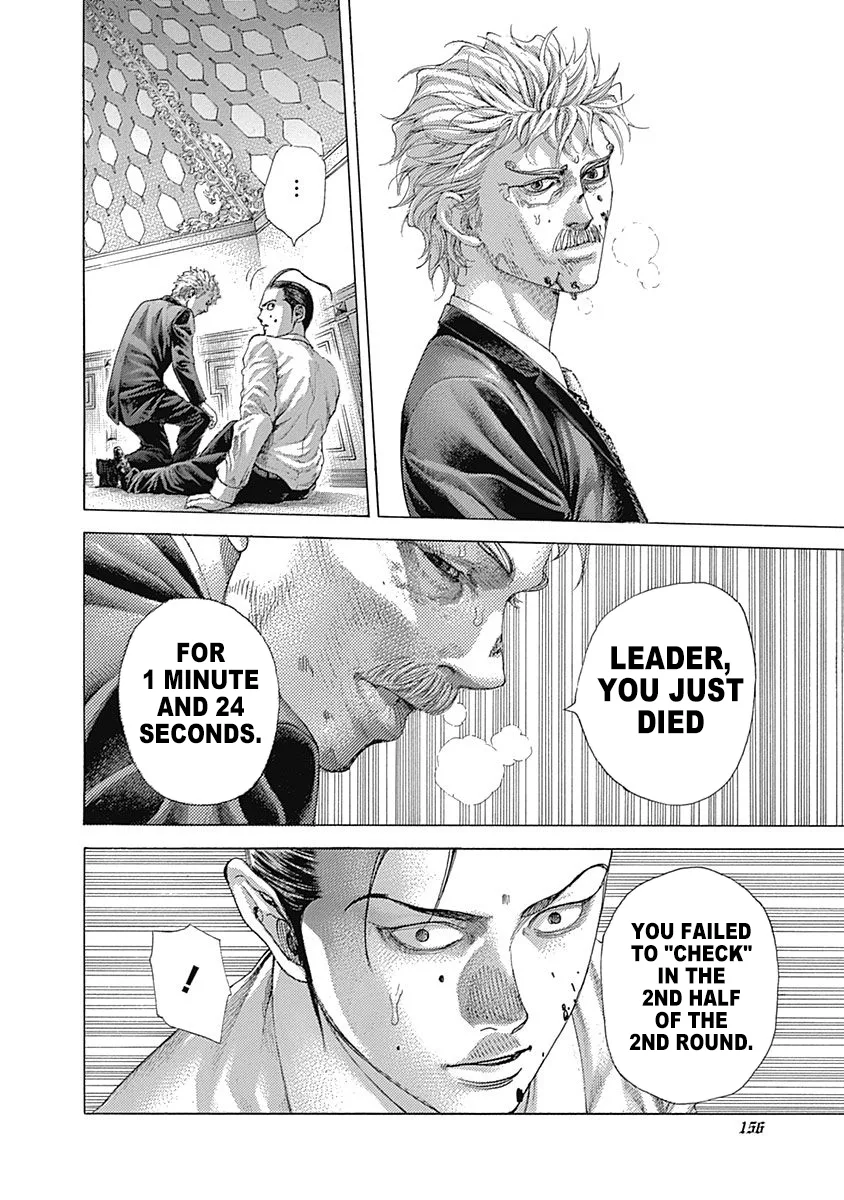 ...
LEADER,
YOU JUST
DIED
FOR
1 MINUTE
AND 24
SECONDS.
YOU FAILED
TO "CHECK"
IN THE
2ND HALF
OF THE
2ND ROUND.
!
156